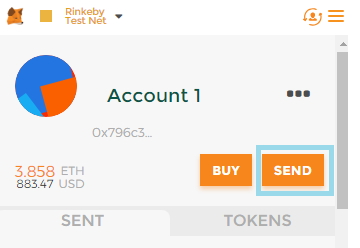 Rinkeby
Test Net
Account 1
0x796c3...
3.858 ETH
883.47 USD
BUY
SEND
SENT
TOKENS